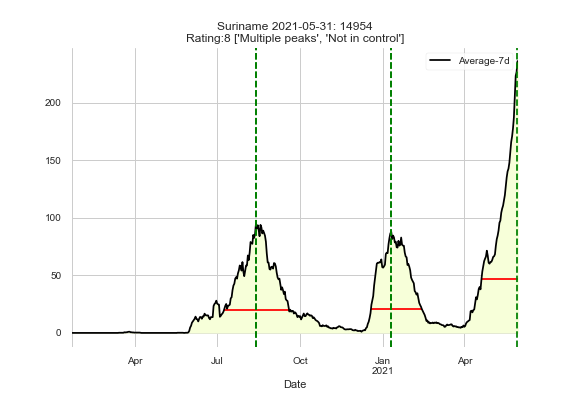 Suriname 2021-05-31: 14954
Rating:8 ['Multiple peaks', 'Not in control']
Average-7d
200
150
100
50
0
Apr
Jul
Oct
Jan
2021
Apr
Date